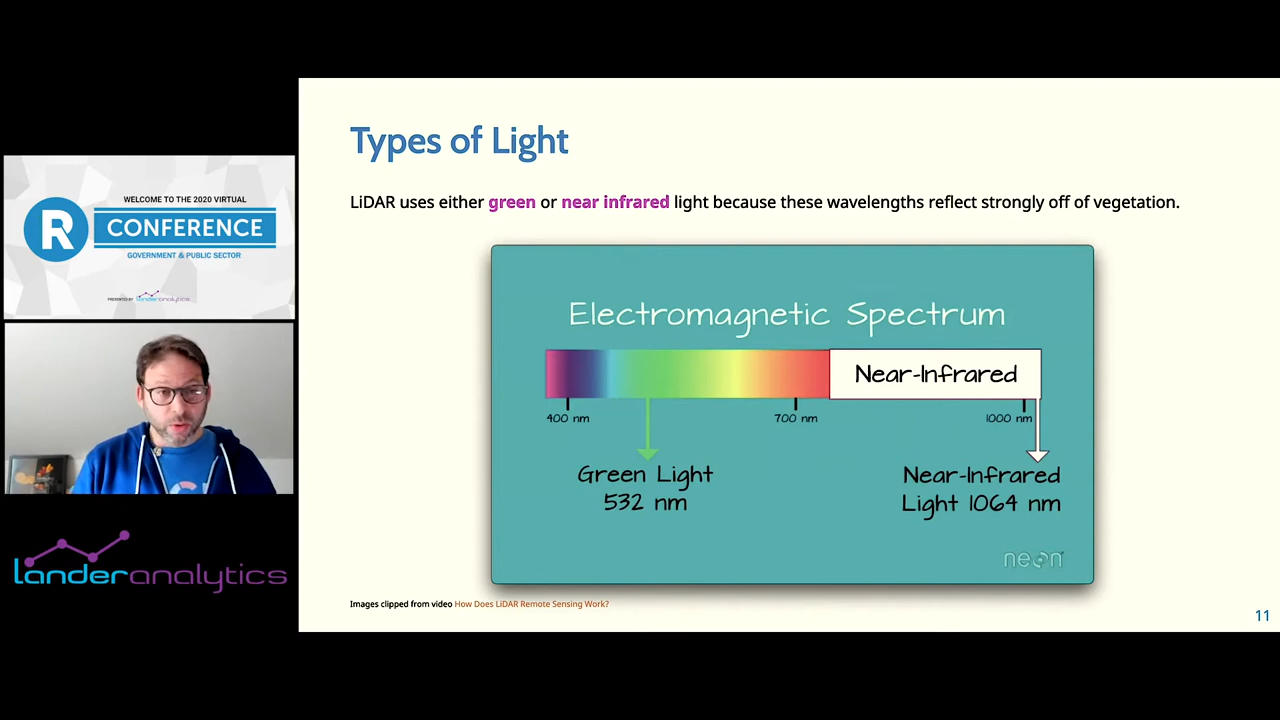 WELCOME TO THE 2020 VIRTUAL
R CONFERENCE
GOVERNMENT & PUBLIC SECTOR
PRESENTED BY landeranalytics
landeranalytics
Types of Light
LiDAR uses either green or near infrared light because these wavelengths reflect strongly off of vegetation.
Electromagnetic Spectrum
Near-Infrared
400 nm 700 nm 1000 nm
Green Light
532 nm
Near-Infrared
Light 1064 nm
neon
Images clipped from video How Does LiDAR Remote Sensing Work?
11